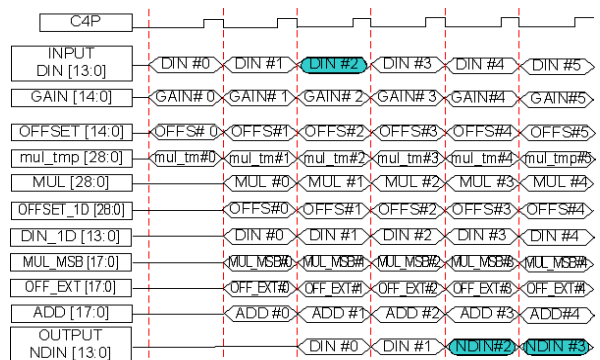 C4P
INPUT
DIN [13:0] DIN #0 DIN #1 DIN #2 DIN #3 DIN #4 DIN #5
GAIN [14:0] GAIN# 0 GAIN# 1 GAIN# 2 GAIN# 3 GAIN#4 GAIN#5
OFFSET [14:0] OFFS# 0 OFFS#1 OFFS#2 OFFS#3 OFFS#4 OFFS#5
mul_tmp [28:0] mul_tm#0 mul_tm#1 mul_tm#2 mul_tm#3 mul_tm#4 mul_tmp#5
MUL [28:0] MUL #0 MUL #1 MUL #2 MUL #3 MUL #4
OFFSET_1D [28:0] OFFS#0 OFFS#1 OFFS#2 OFFS#3 OFFS#4
DIN_1D [13:0] DIN #0 DIN #1 DIN #2 DIN #3 DIN #4
MUL_MSB [17:0] MUL_MSB#0 MUL_MSB#1 MUL_MSB#2 MUL_MSB#3 MUL_MSB#4
OFF_EXT [17:0] OFF_EXT#0 OFF_EXT#1 OFF_EXT#2 OFF_EXT#3 OFF_EXT#4
ADD [17:0] ADD #0 ADD #1 ADD #2 ADD #3 ADD#4
OUTPUT
NDIN [13:0] DIN #0 DIN #1 NDIN#2 NDIN #3